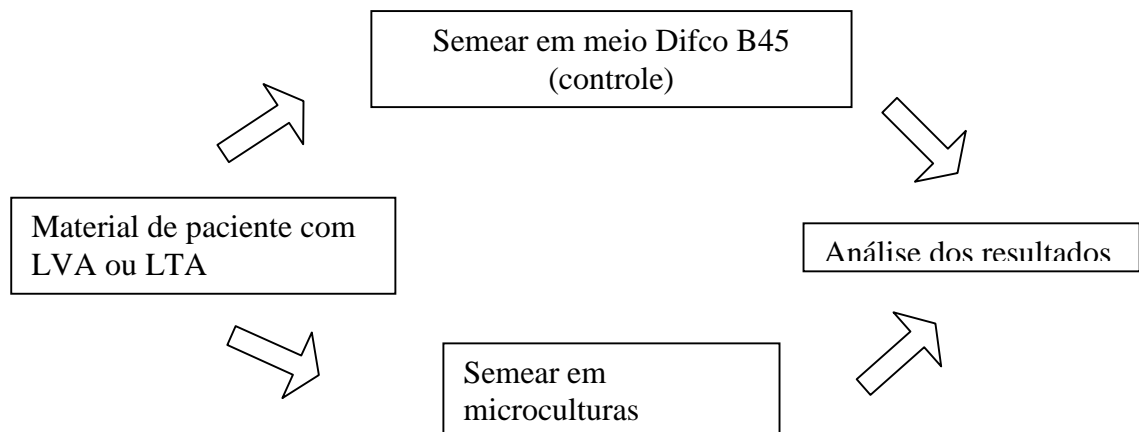 Semear em meio Difco B45
(controle)
Material de paciente com
LVA ou LTA
Análise dos resultados
Semear em
microculturas